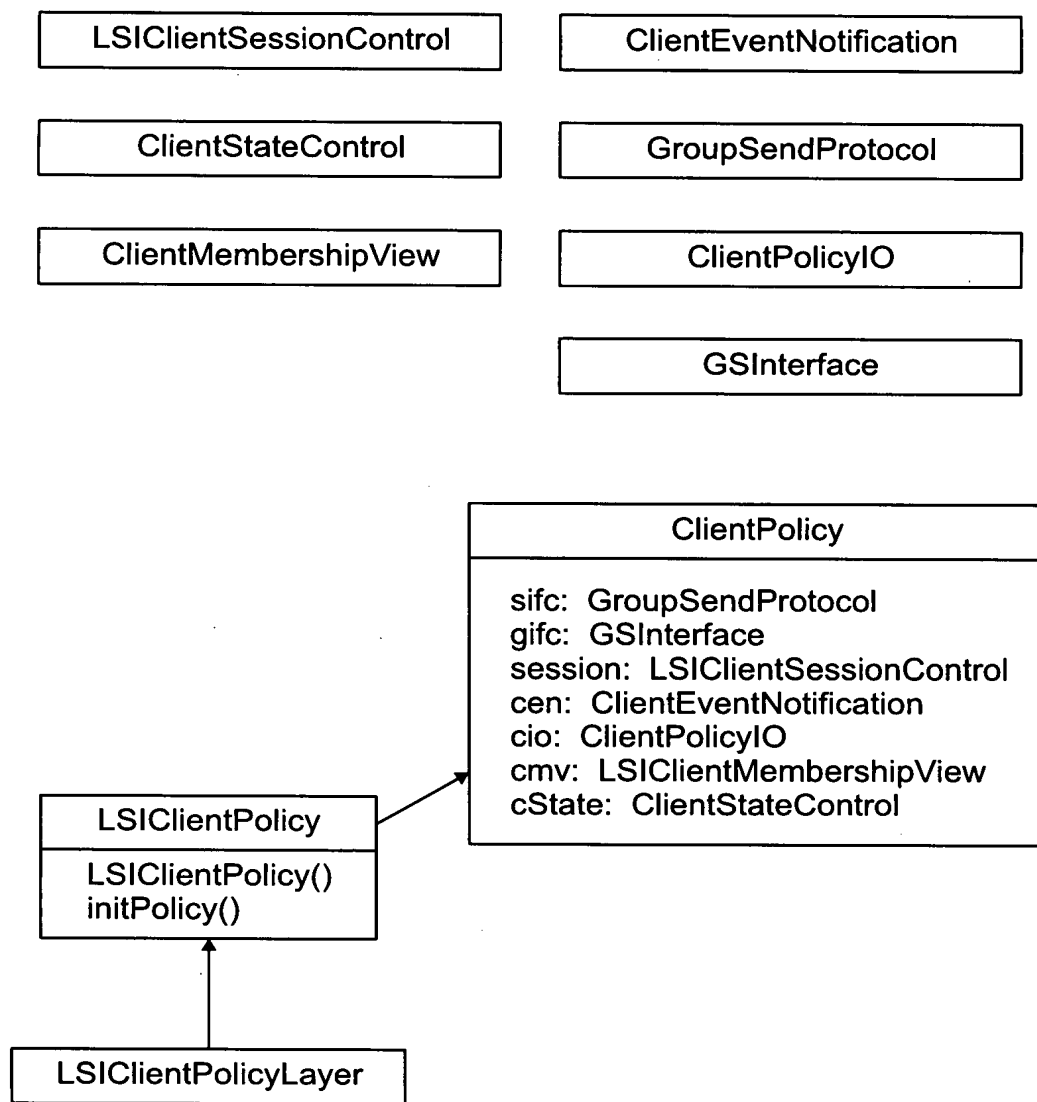 LSIClientSessionControl
ClientEventNotification
ClientStateControl
GroupSendProtocol
ClientMembershipView
ClientPolicyIO
GSInterface
ClientPolicy
sifc: GroupSendProtocol
gifc: GSInterface
session: LSIClientSessionControl
cen: ClientEventNotification
cio: ClientPolicyIO
cmv: LSIClientMembershipView
cState: ClientStateControl
LSIClientPolicy
LSIClientPolicy()
initPolicy()
LSIClientPolicyLayer